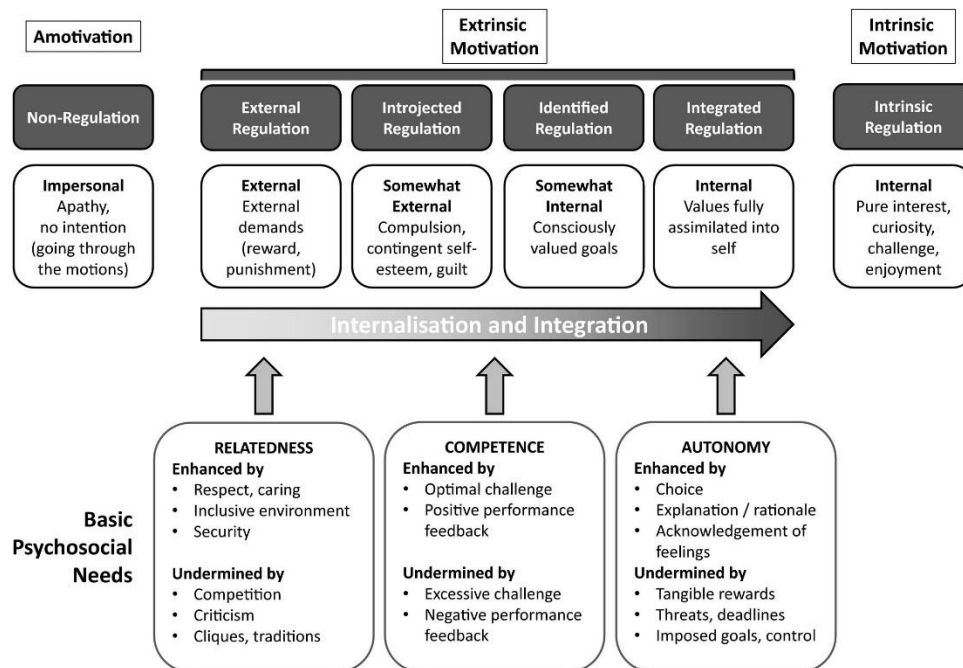 Amotivation
Extrinsic
Motivation
Intrinsic
Motivation
Non-Regulation
External
Regulation
Introjected
Regulation
Identified
Regulation
Integrated
Regulation
Intrinsic
Regulation
Impersonal
Apathy,
no intention
(going through
the motions)
External
External
demands
(reward,
punishment)
Somewhat
External
Compulsion,
contingent self-
esteem, guilt
Somewhat
Internal
Consciously
valued goals
Internal
Values fully
assimilated into
self
Internal
Pure interest,
curiosity,
challenge,
enjoyment
Internalisation and Integration
Basic
Psychosocial
Needs
RELATEDNESS
Enhanced by
• Respect, caring
• Inclusive environment
• Security
Undermined by
• Competition
• Criticism
• Cliques, traditions
COMPETENCE
Enhanced by
• Optimal challenge
• Positive performance
feedback
Undermined by
• Excessive challenge
• Negative performance
feedback
AUTONOMY
Enhanced by
• Choice
• Explanation / rationale
• Acknowledgement of
feelings
Undermined by
• Tangible rewards
• Threats, deadlines
• Imposed goals, control